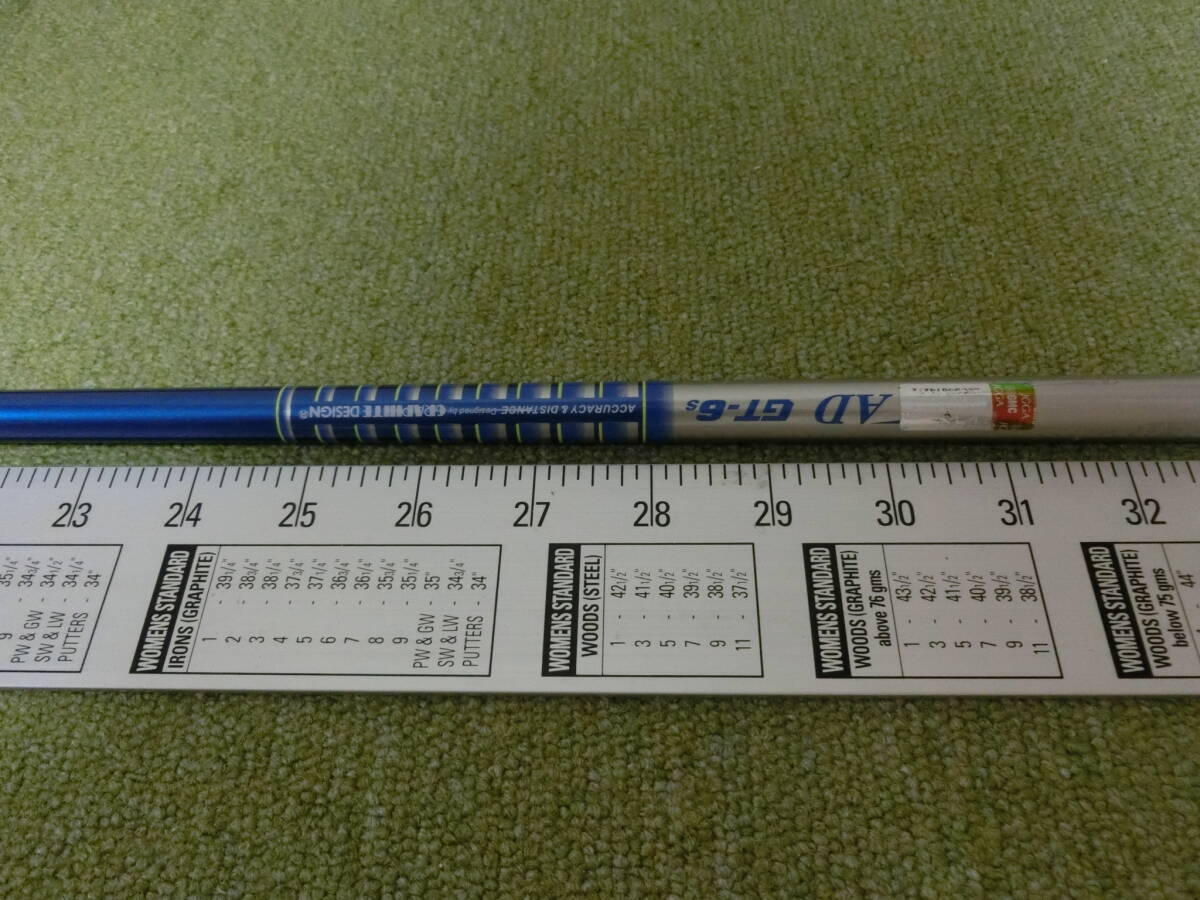 ACCURACY & DISTANCE Designed by GRAPHITE DESIGN®
AD GT-6s
23 24 25 26 27 28 29 30 31 32
9 - 35 1/4"
PW & GW - 34 3/4"
SW & LW - 34 1/2"
PUTTERS - 34 1/4"
- 34"
WOMENS STANDARD
IRONS (GRAPHITE)
1 - 39 1/4"
2 - 38 3/4"
3 - 38 1/4"
4 - 37 3/4"
5 - 37 1/4"
6 - 36 3/4"
7 - 36 1/4"
8 - 35 3/4"
9 - 35 1/4"
PW & GW - 35"
SW & LW - 34 3/4"
PUTTERS - 34"
WOMENS STANDARD
WOODS (STEEL)
1 - 42 1/2"
3 - 41 1/2"
5 - 40 1/2"
7 - 39 1/2"
9 - 38 1/2"
11 - 37 1/2"
WOMENS STANDARD
WOODS (GRAPHITE)
above 76 gms
1 - 43 1/2"
3 - 42 1/2"
5 - 41 1/2"
7 - 40 1/2"
9 - 39 1/2"
11 - 38 1/2"
WOMENS STANDARD
WOODS (GRAPHITE)
below 75 gms
44"